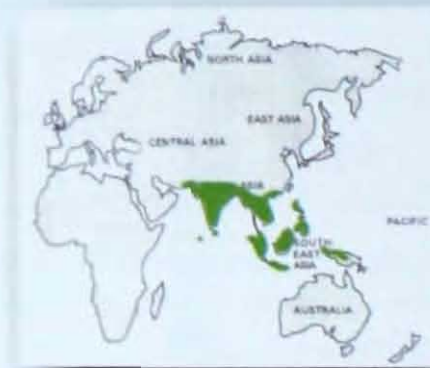 NORTH ASIA
EAST ASIA
CENTRAL ASIA
ASIA
PACIFIC
SOUTH
EAST
ASIA
AUSTRALIA